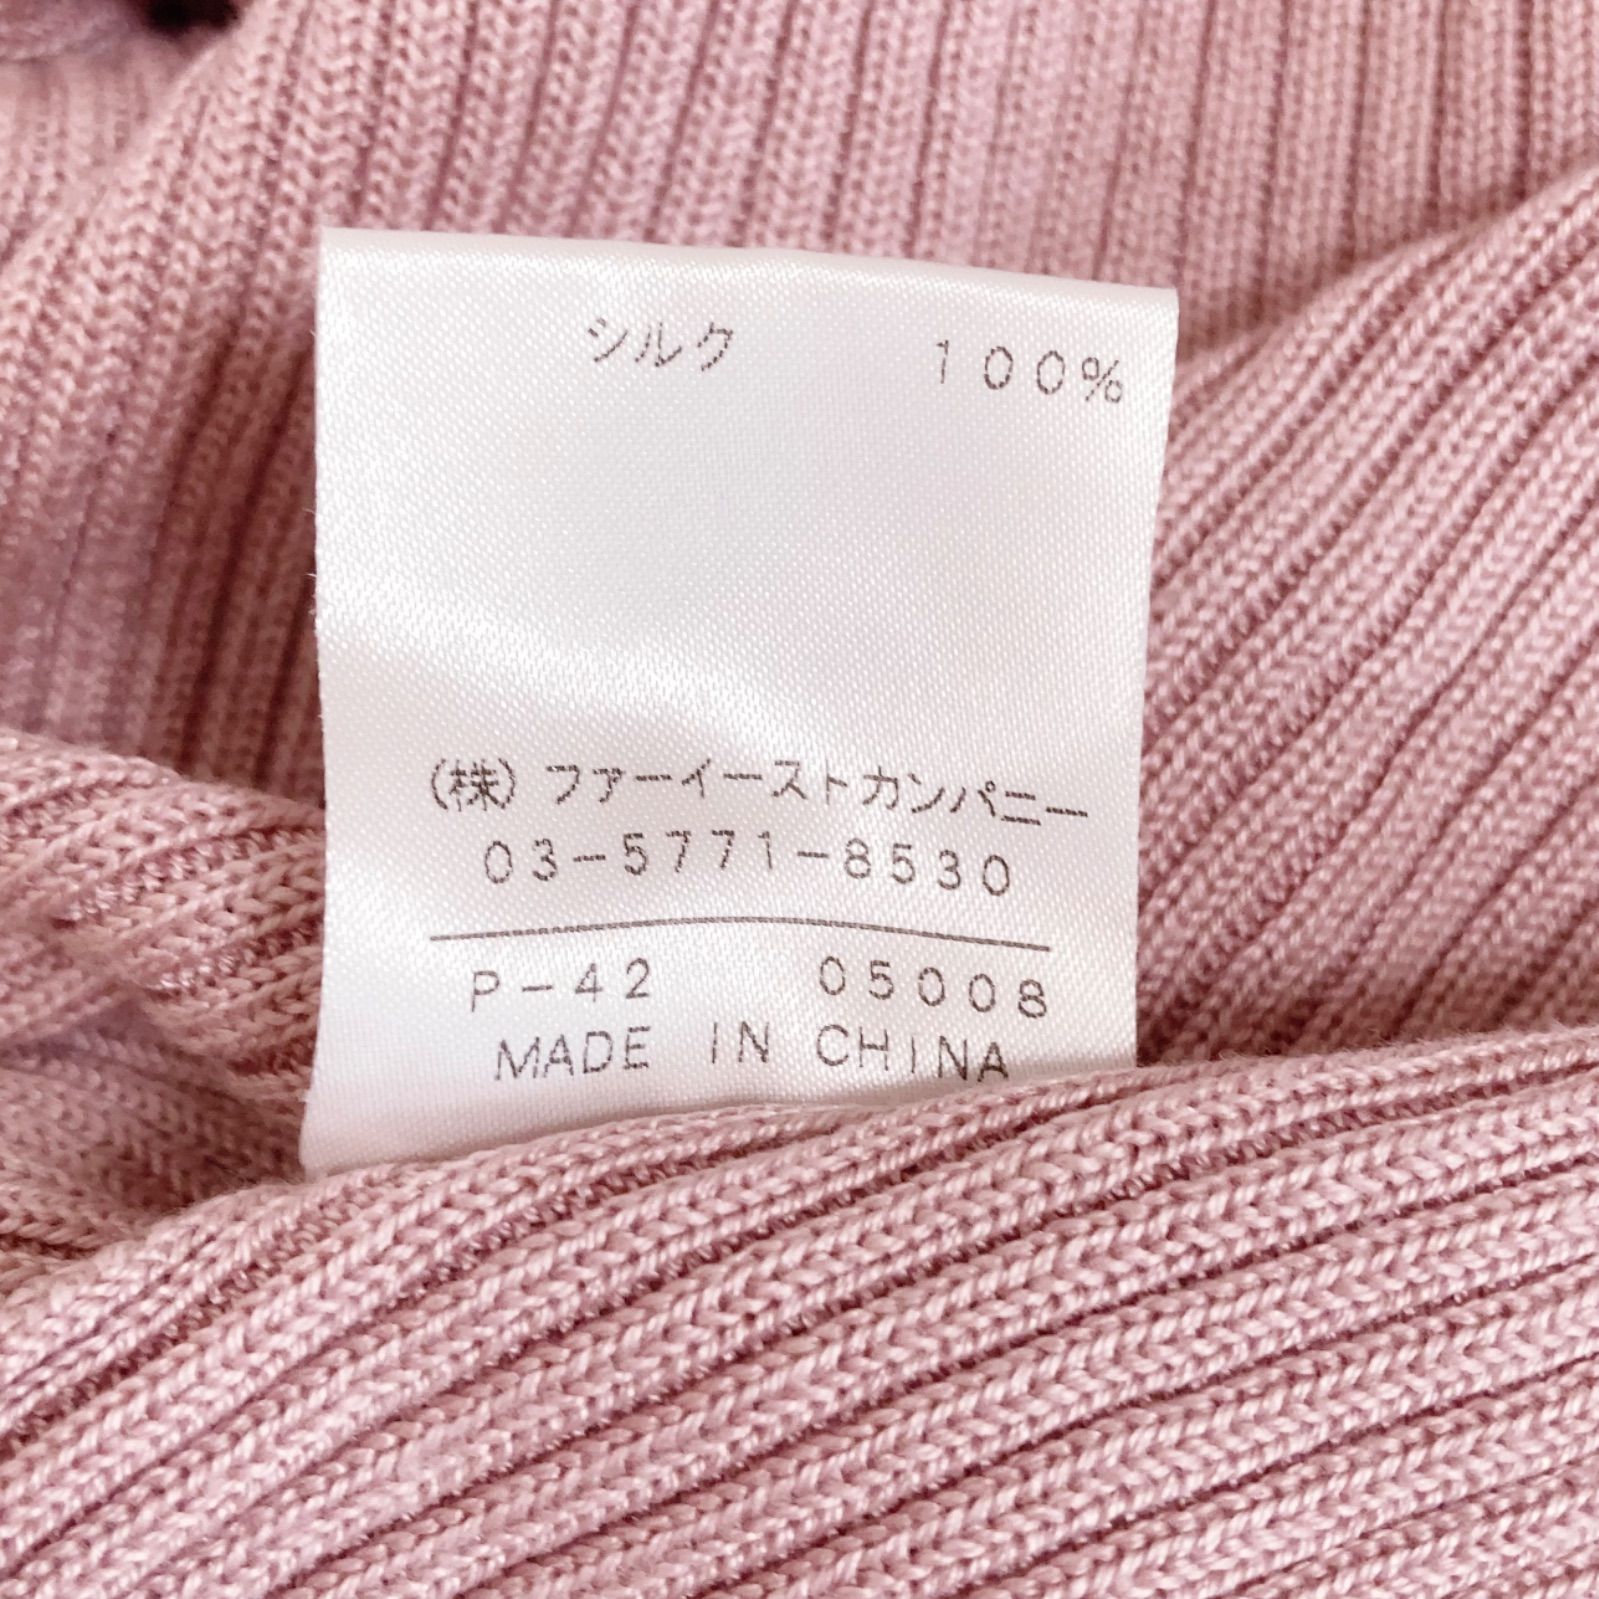 シルク 100%
(株)ファーイーストカンパニー
03-5771-8530
P-42 05008
MADE IN CHINA